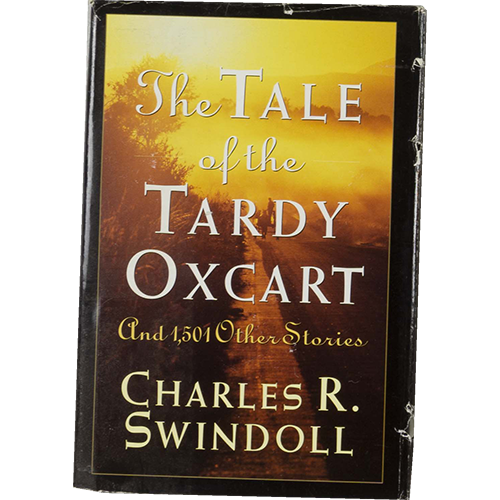 The TALE
of the
TARDY
OXCART
And 1,501 Other Stories
CHARLES R.
SWINDOLL